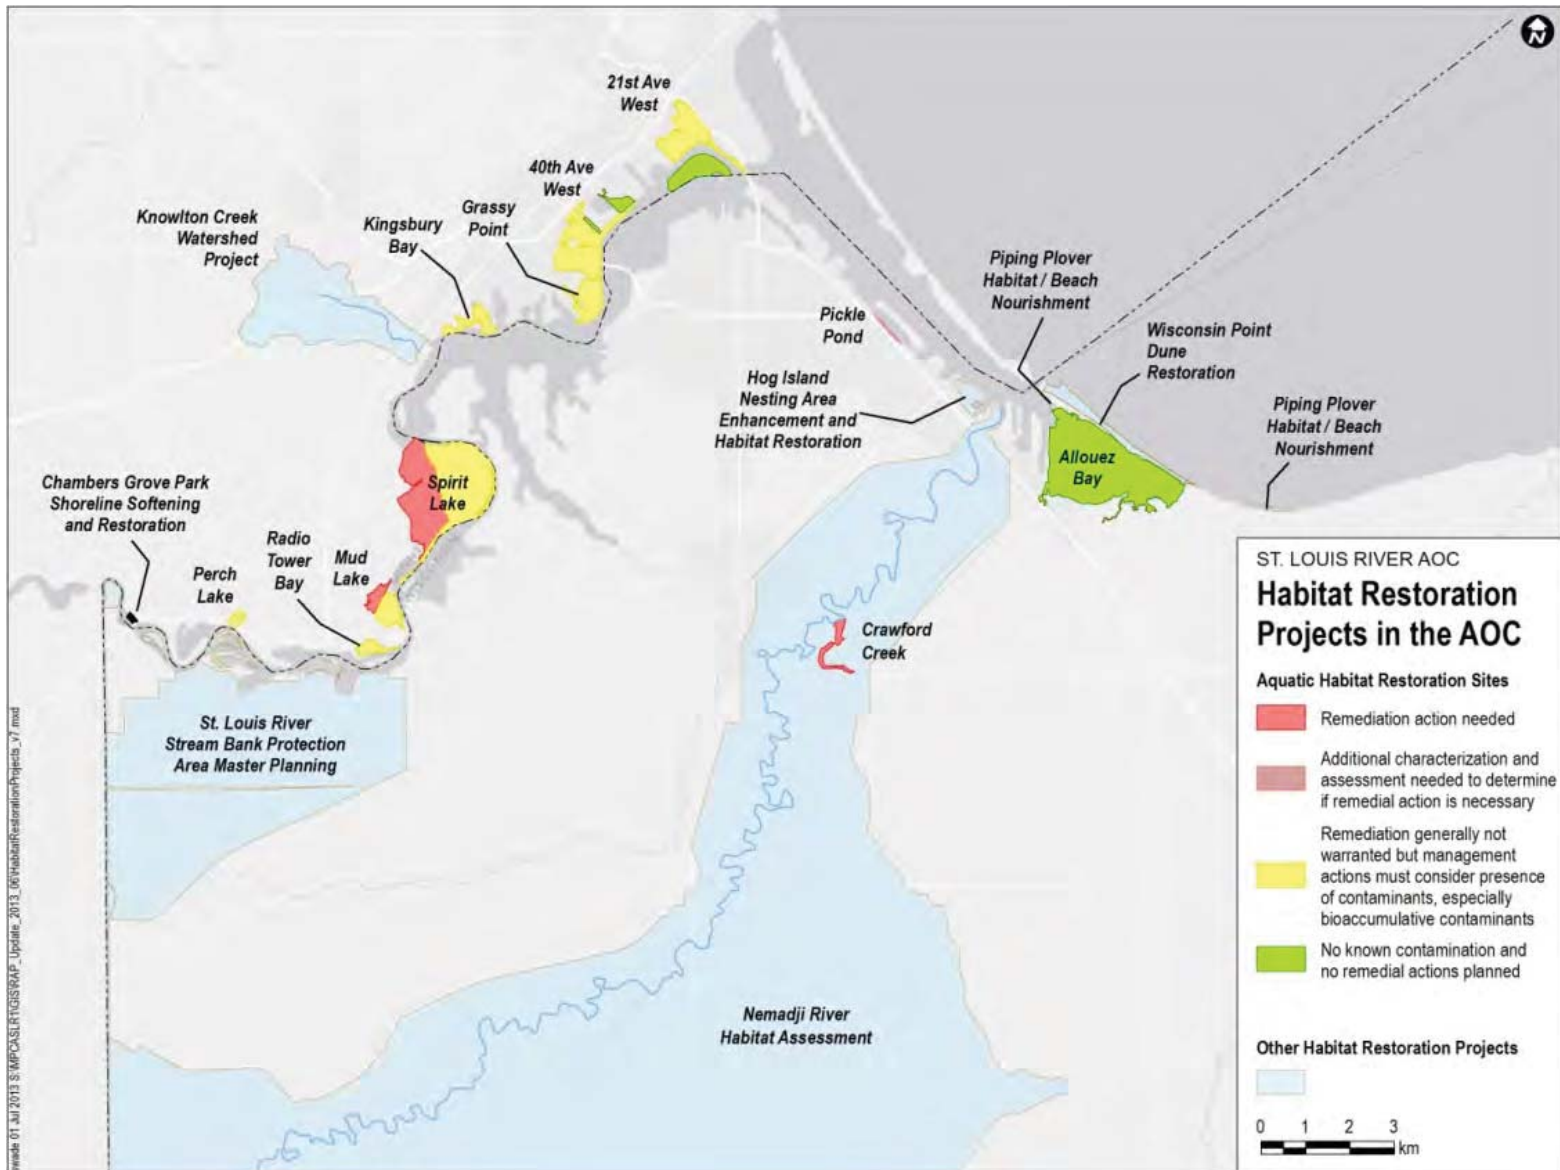 N
21st Ave
West
40th Ave
West
Grassy
Point
Kingsbury
Bay
Knowlton Creek
Watershed
Project
Piping Plover
Habitat / Beach
Nourishment
Pickle
Pond
Wisconsin Point
Dune
Restoration
Hog Island
Nesting Area
Enhancement and
Habitat Restoration
Piping Plover
Habitat / Beach
Nourishment
Allouez
Bay
Spirit
Lake
Chambers Grove Park
Shoreline Softening
and Restoration
Radio
Tower
Bay
Mud
Lake
Perch
Lake
Crawford
Creek
St. Louis River
Stream Bank Protection
Area Master Planning
Nemadji River
Habitat Assessment
ST. LOUIS RIVER AOC
Habitat Restoration
Projects in the AOC
Aquatic Habitat Restoration Sites
Remediation action needed
Additional characterization and
assessment needed to determine
if remedial action is necessary
Remediation generally not
warranted but management
actions must consider presence
of contaminants, especially
bioaccumulative contaminants
No known contamination and
no remedial actions planned
Other Habitat Restoration Projects
0 1 2 3
km
01 Jul 2013